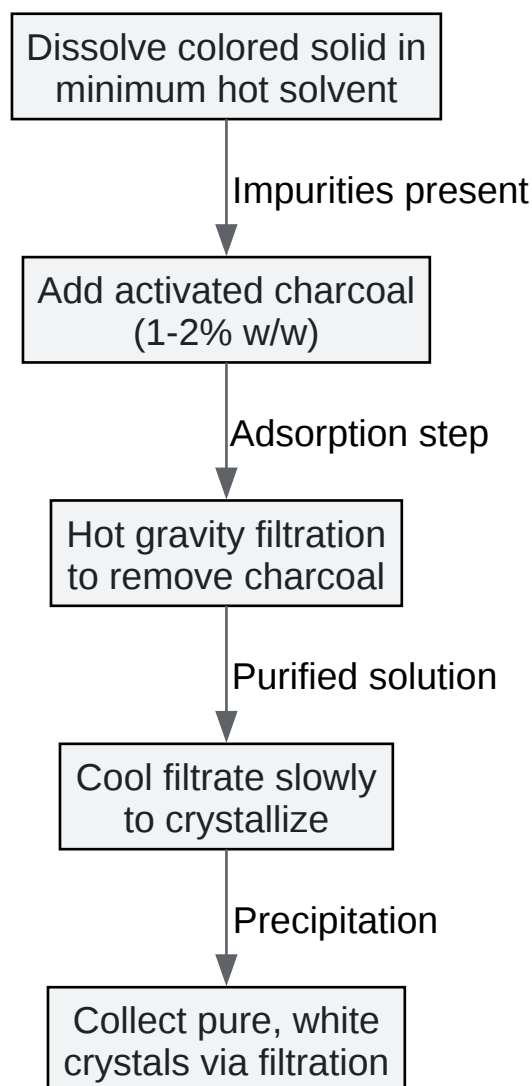 Dissolve colored solid in
minimum hot solvent
Impurities present
Add activated charcoal
(1-2% w/w)
Adsorption step
Hot gravity filtration
to remove charcoal
Purified solution
Cool filtrate slowly
to crystallize
Precipitation
Collect pure, white
crystals via filtration